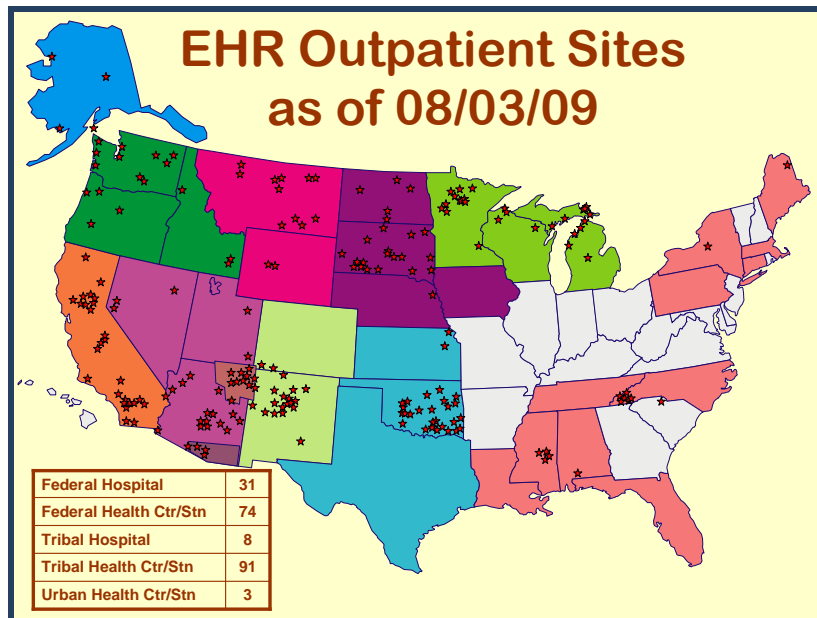 EHR Outpatient Sites
as of 08/03/09
Federal Hospital 31
Federal Health Ctr/Stn 74
Tribal Hospital 8
Tribal Health Ctr/Stn 91
Urban Health Ctr/Stn 3